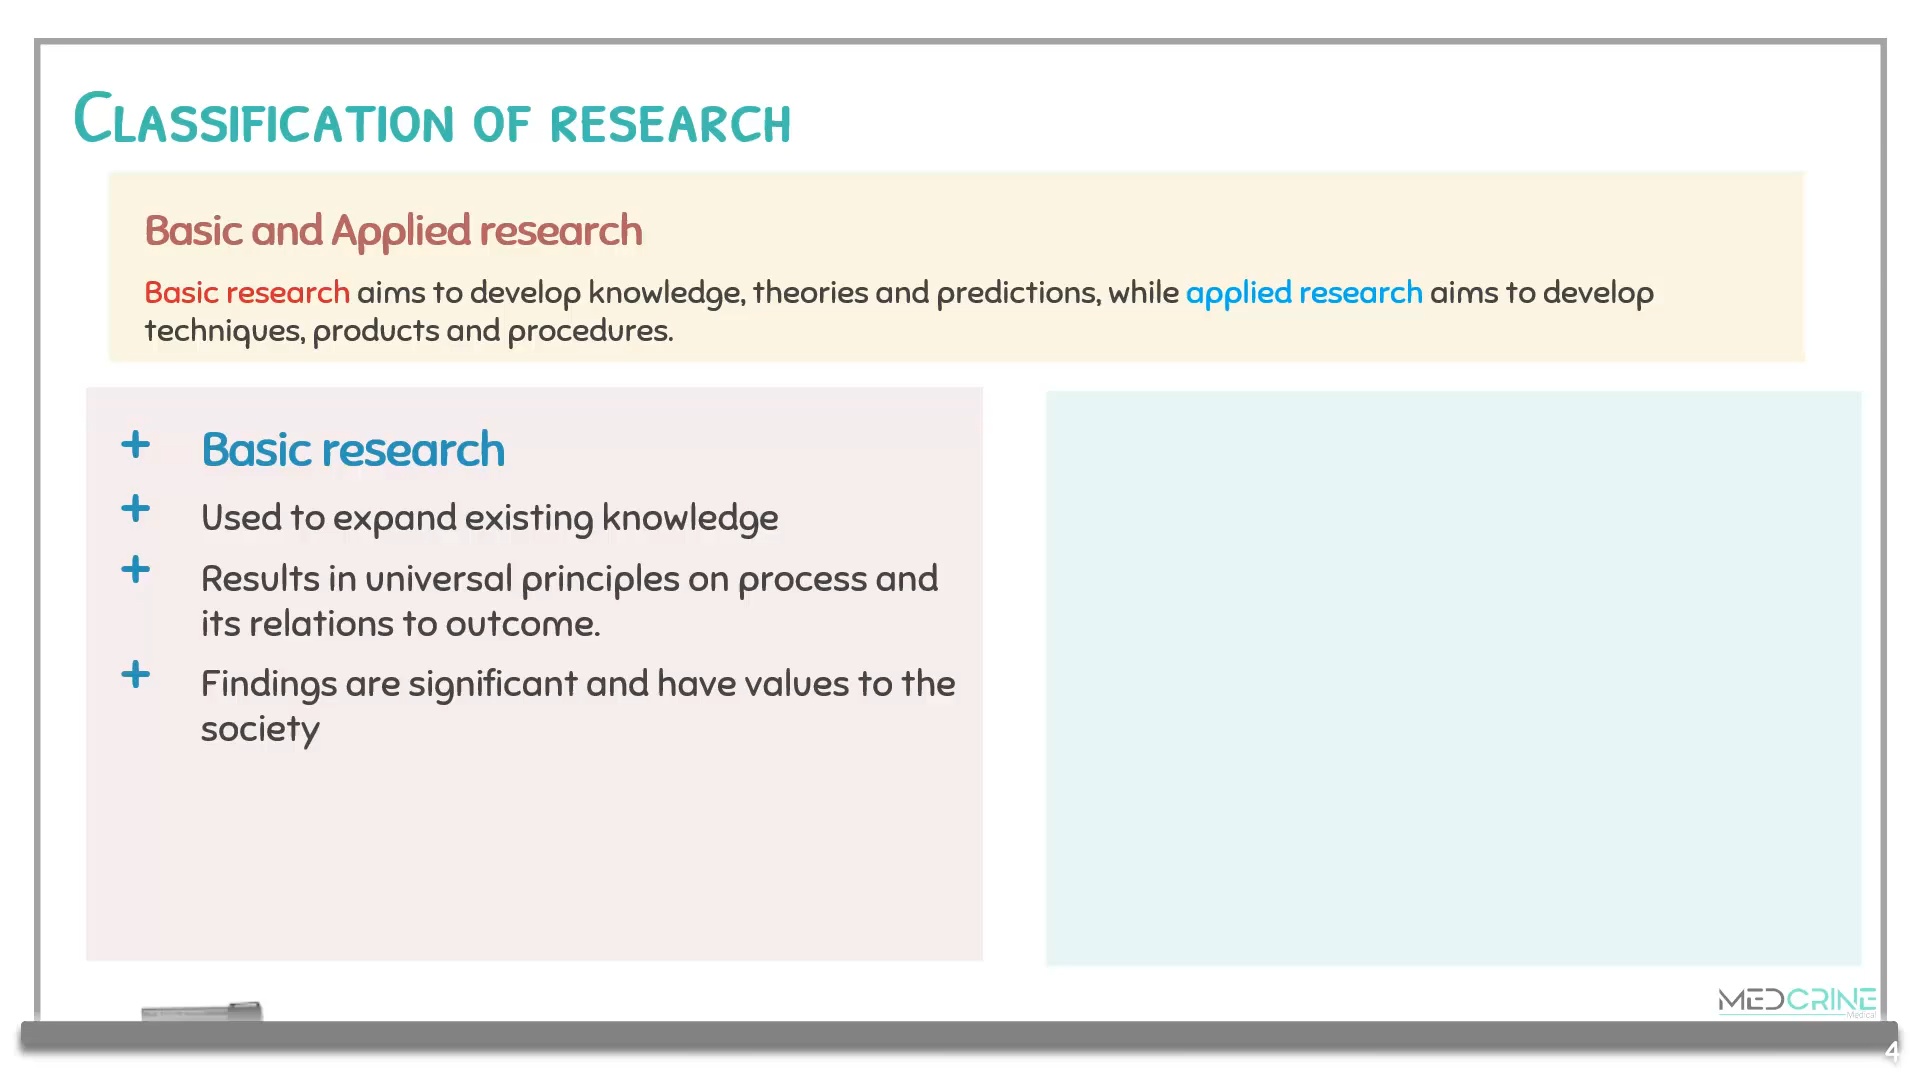 Classification of research
Basic and Applied research
Basic research aims to develop knowledge, theories and predictions, while applied research aims to develop
techniques, products and procedures.
+ Basic research
+ Used to expand existing knowledge
+ Results in universal principles on process and
its relations to outcome.
+ Findings are significant and have values to the
society
MEDCRINE
Medical
4